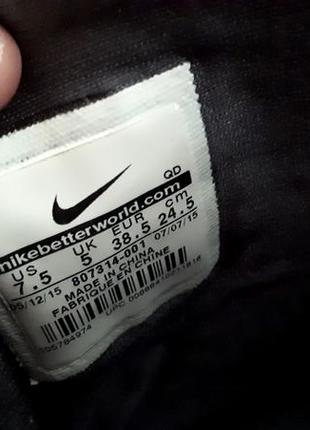 QD
nikebetterworld.com
US UK EUR cm
7.5 5 38.5 24.5
05/12/15 807314-001 07/07/15
MADE IN CHINA
FABRIQUE EN CHINE
UPC